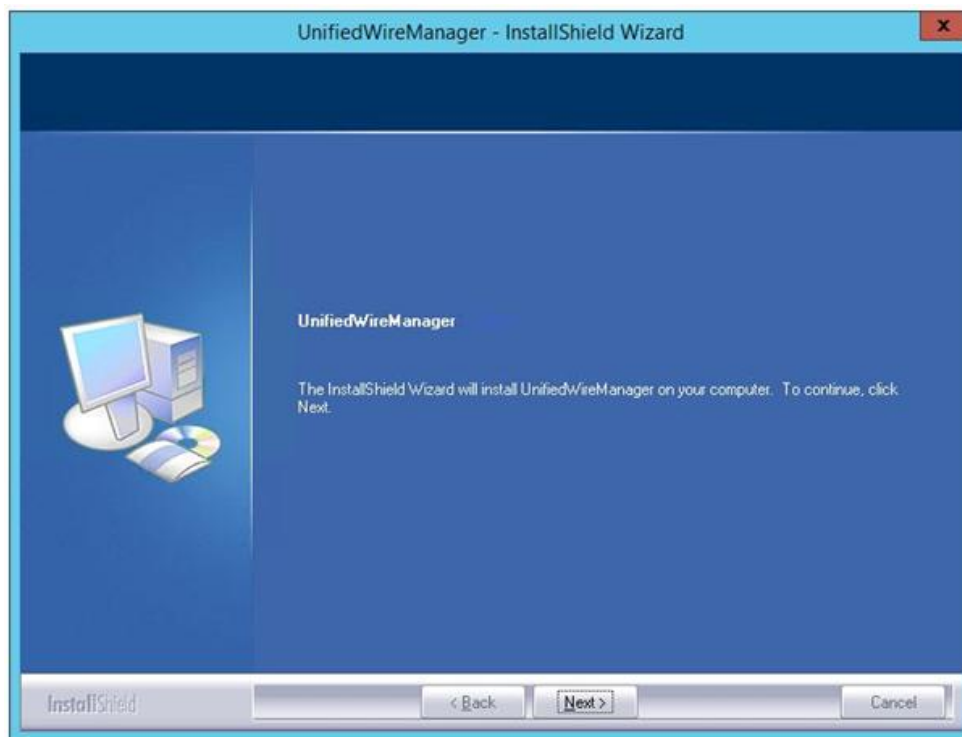 UnifiedWireManager - InstallShield Wizard
x
UnifiedWireManager
The InstallShield Wizard will install UnifiedWireManager on your computer. To continue, click
Next.
InstallShield
< Back
Next >
Cancel